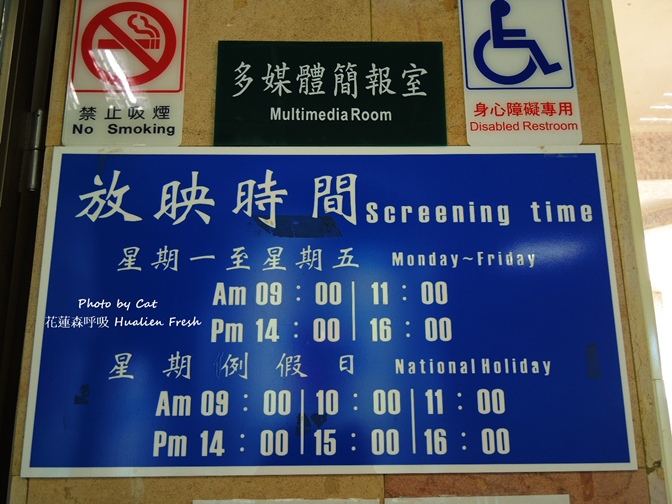 禁止吸煙
No Smoking
多媒體簡報室
Multimedia Room
身心障礙專用
Disabled Restroom
放映時間 Screening time
星期一至星期五 Monday~Friday
Am 09:00 | 11:00
Pm 14:00 | 16:00
星期例假日 National Holiday
Am 09:00 | 10:00 | 11:00
Pm 14:00 | 15:00 | 16:00
Photo by Cat
花蓮森呼吸 Hualien Fresh